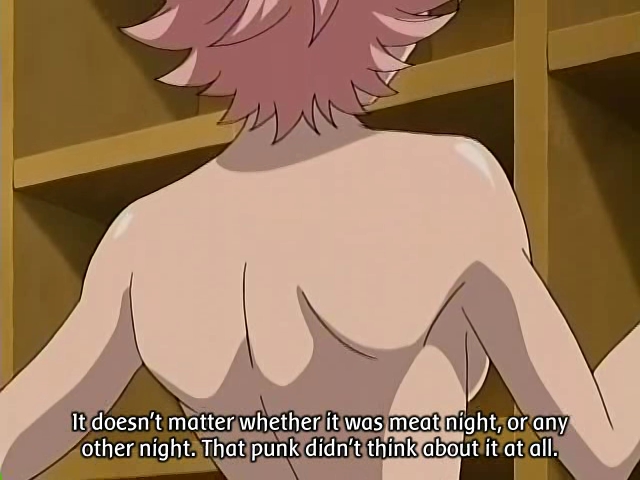 It doesn't matter whether it was meat night, or any
other night. That punk didn't think about it at all.